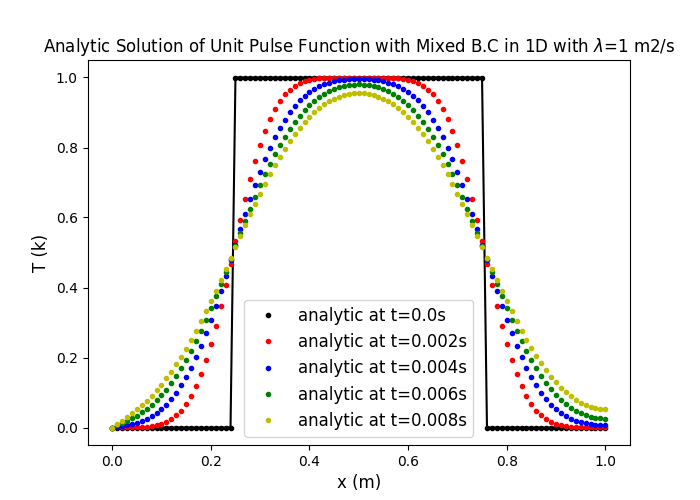 Analytic Solution of Unit Pulse Function with Mixed B.C in 1D with λ=1 m2/s
T (k)
1.0
0.8
0.6
0.4
0.2
0.0
analytic at t=0.0s
analytic at t=0.002s
analytic at t=0.004s
analytic at t=0.006s
analytic at t=0.008s
0.0 0.2 0.4 0.6 0.8 1.0
x (m)